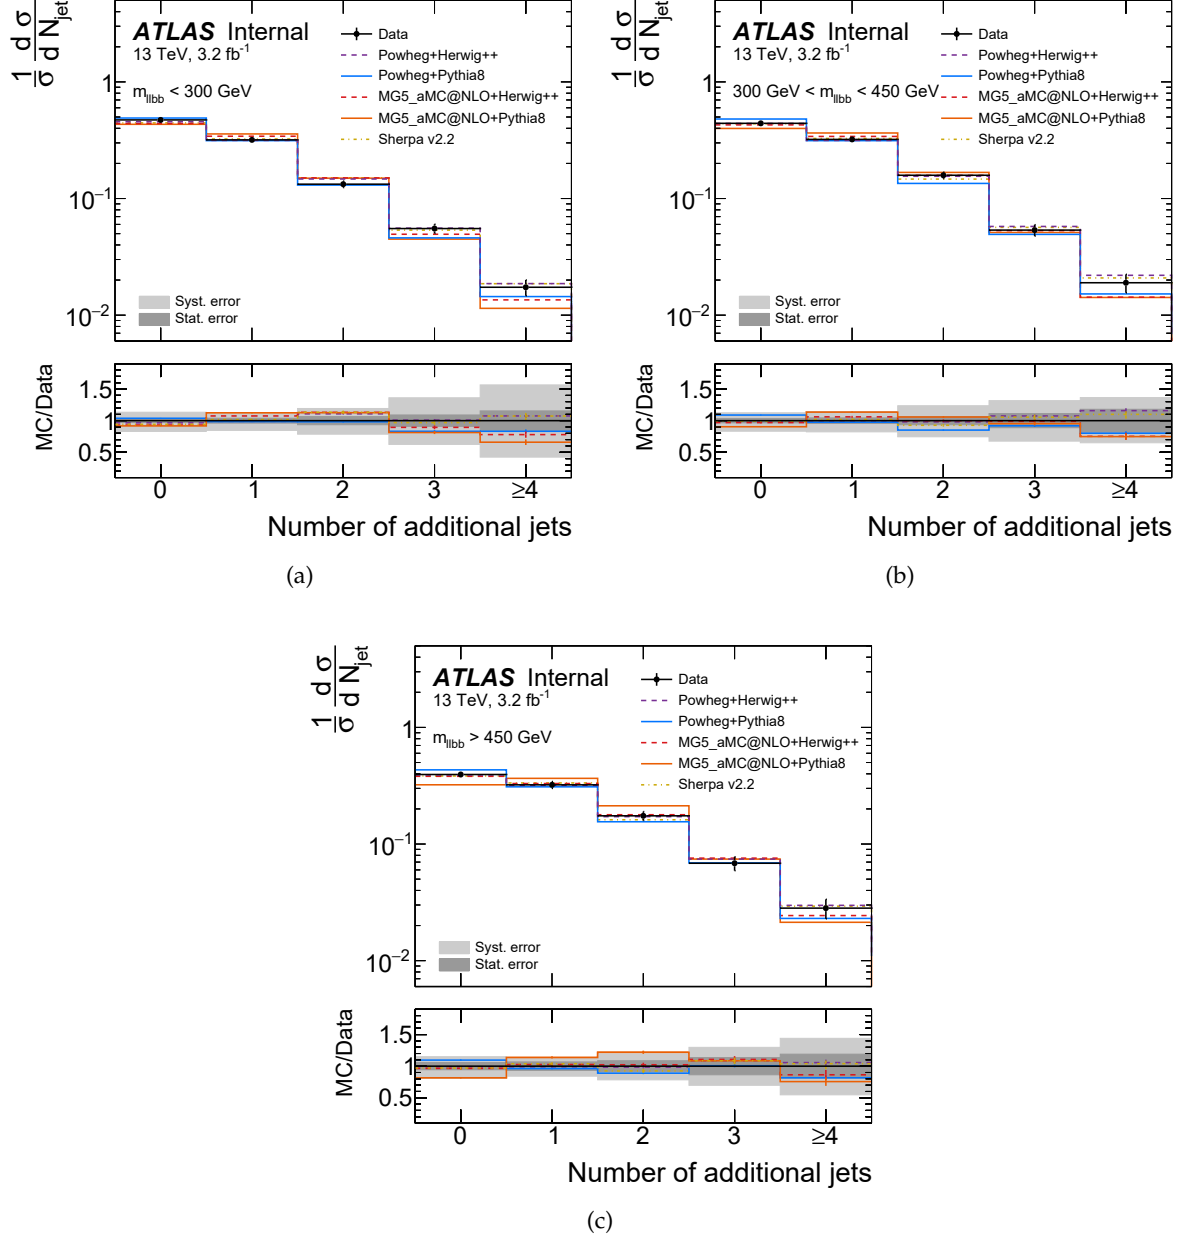 1/σ d σ/d N_jet
ATLAS Internal
13 TeV, 3.2 fb⁻¹
m_llbb < 300 GeV
Data
Powheg+Herwig++
Powheg+Pythia8
MG5_aMC@NLO+Herwig++
MG5_aMC@NLO+Pythia8
Sherpa v2.2
1
10⁻¹
10⁻²
Syst. error
Stat. error
MC/Data
1.5
1
0.5
0 1 2 3 ≥4
Number of additional jets
(a)
1/σ d σ/d N_jet
ATLAS Internal
13 TeV, 3.2 fb⁻¹
300 GeV < m_llbb < 450 GeV
Data
Powheg+Herwig++
Powheg+Pythia8
MG5_aMC@NLO+Herwig++
MG5_aMC@NLO+Pythia8
Sherpa v2.2
1
10⁻¹
10⁻²
Syst. error
Stat. error
MC/Data
1.5
1
0.5
0 1 2 3 ≥4
Number of additional jets
(b)
1/σ d σ/d N_jet
ATLAS Internal
13 TeV, 3.2 fb⁻¹
m_llbb > 450 GeV
Data
Powheg+Herwig++
Powheg+Pythia8
MG5_aMC@NLO+Herwig++
MG5_aMC@NLO+Pythia8
Sherpa v2.2
1
10⁻¹
10⁻²
Syst. error
Stat. error
MC/Data
1.5
1
0.5
0 1 2 3 ≥4
Number of additional jets
(c)